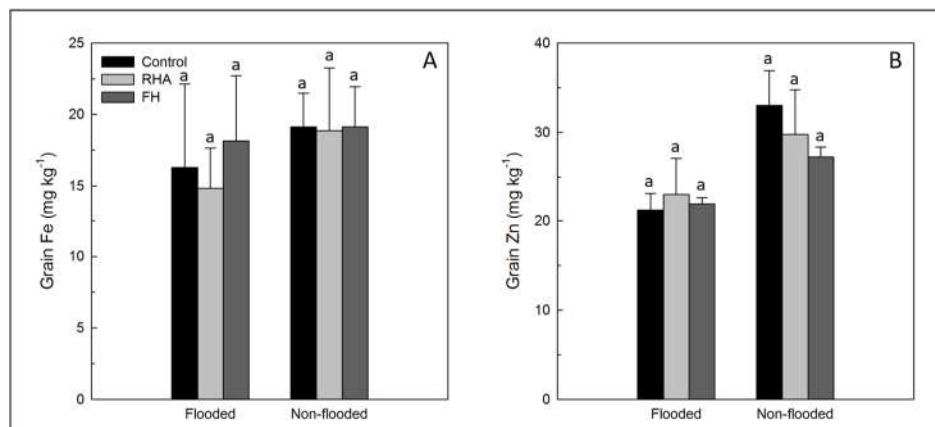 Grain Fe (mg kg⁻¹)
25
20
15
10
5
0
Control
RHA
FH
A
a
a
a
a
a
a
Flooded
Non-flooded
Grain Zn (mg kg⁻¹)
40
30
20
10
0
B
a
a
a
a
a
a
Flooded
Non-flooded